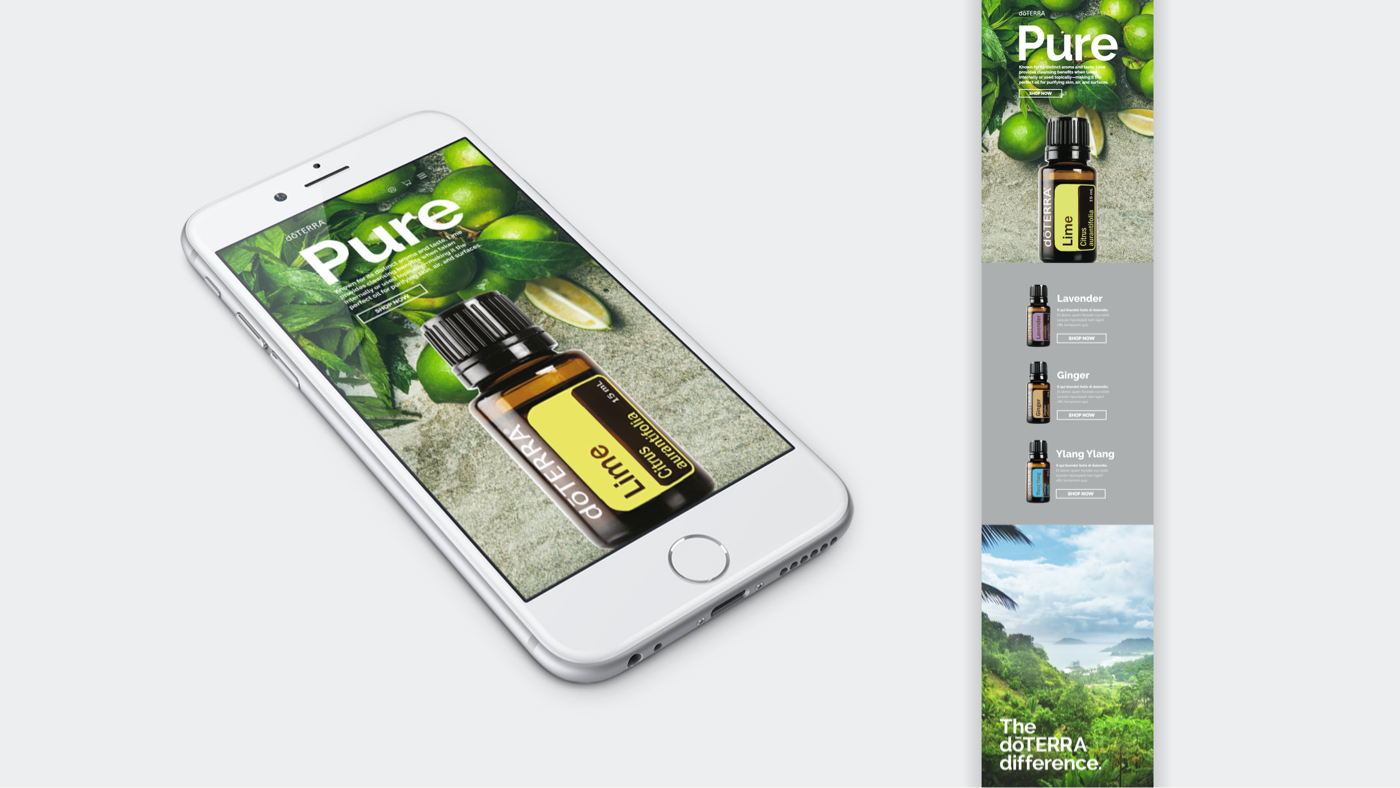 dōTERRA
Pure
Known for its distinct aroma and taste, Lime
provides cleansing benefits when taken
internally or used topically—making it the
perfect oil for purifying skin, air, and surfaces.
SHOP NOW
dōTERRA
Lime
Citrus
aurantifolia
15 mL
dōTERRA
Pure
Known for its distinct aroma and taste, Lime
provides cleansing benefits when taken
internally or used topically—making it the
perfect oil for purifying skin, air, and surfaces.
SHOP NOW
dōTERRA
Lime
Citrus
aurantifolia
15 mL
Lavender
Lavender
SHOP NOW
Ginger
Ginger
SHOP NOW
Ylang Ylang
SHOP NOW
The
dōTERRA
difference.